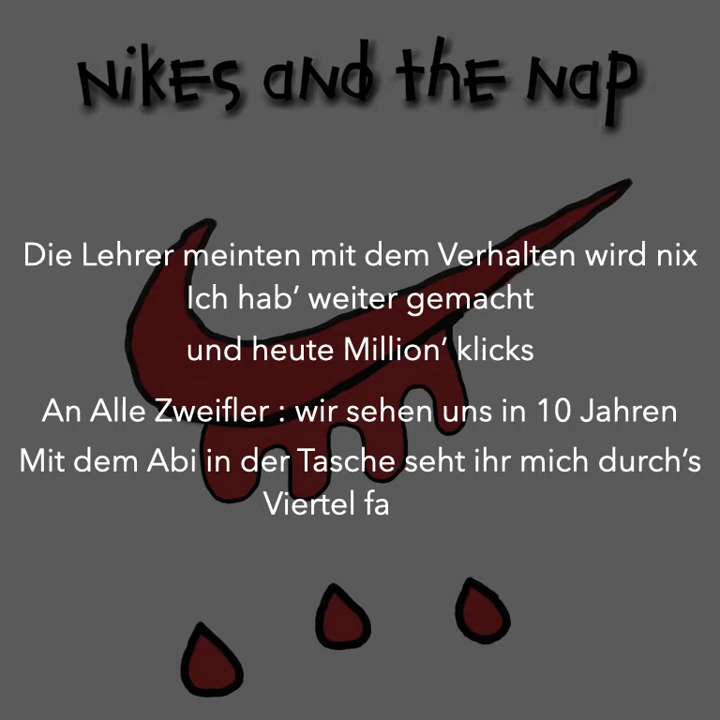 Nikes and the Nap
Die Lehrer meinten mit dem Verhalten wird nix
Ich hab’ weiter gemacht
und heute Million’ klicks
An Alle Zweifler : wir sehen uns in 10 Jahren
Mit dem Abi in der Tasche seht ihr mich durch’s
Viertel fa